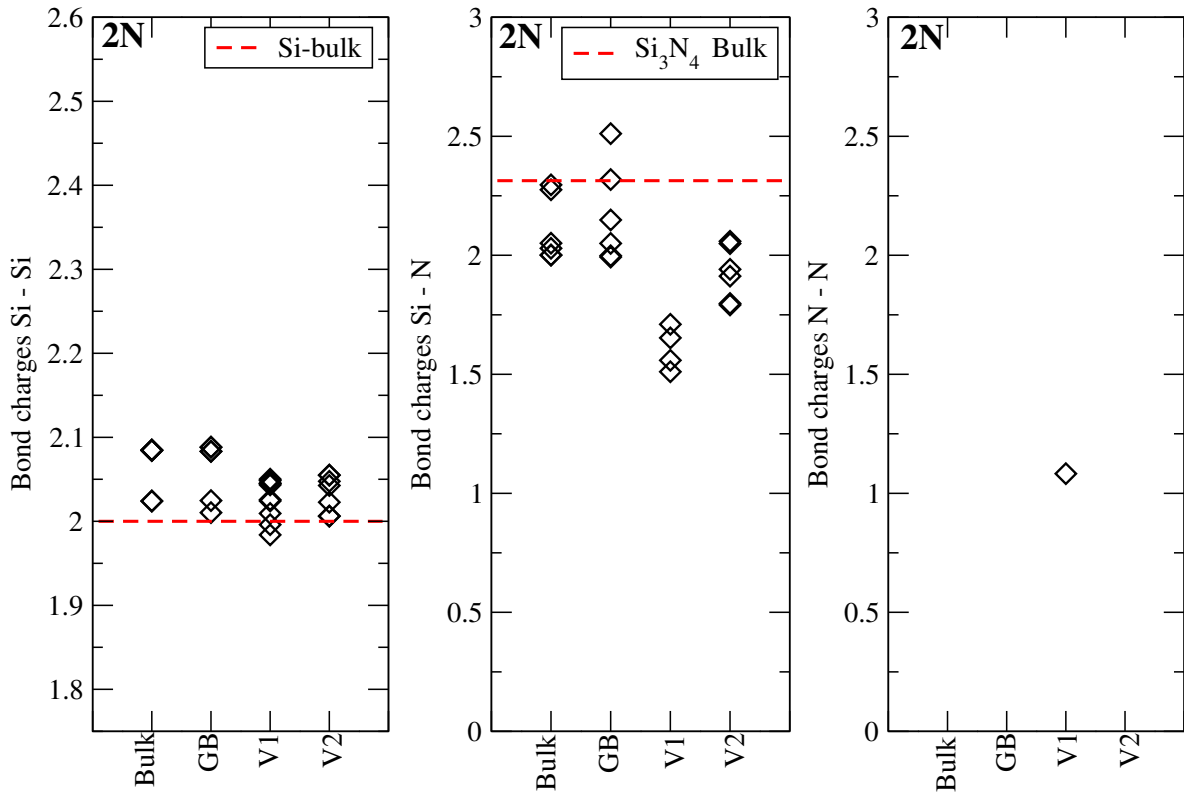 2N
Si-bulk
Bond charges Si - Si
2.6
2.5
2.4
2.3
2.2
2.1
2
1.9
1.8
Bulk
GB
V1
V2
2N
Si3N4 Bulk
Bond charges Si - N
3
2.5
2
1.5
1
0.5
0
Bulk
GB
V1
V2
2N
Bond charges N - N
3
2.5
2
1.5
1
0.5
0
Bulk
GB
V1
V2